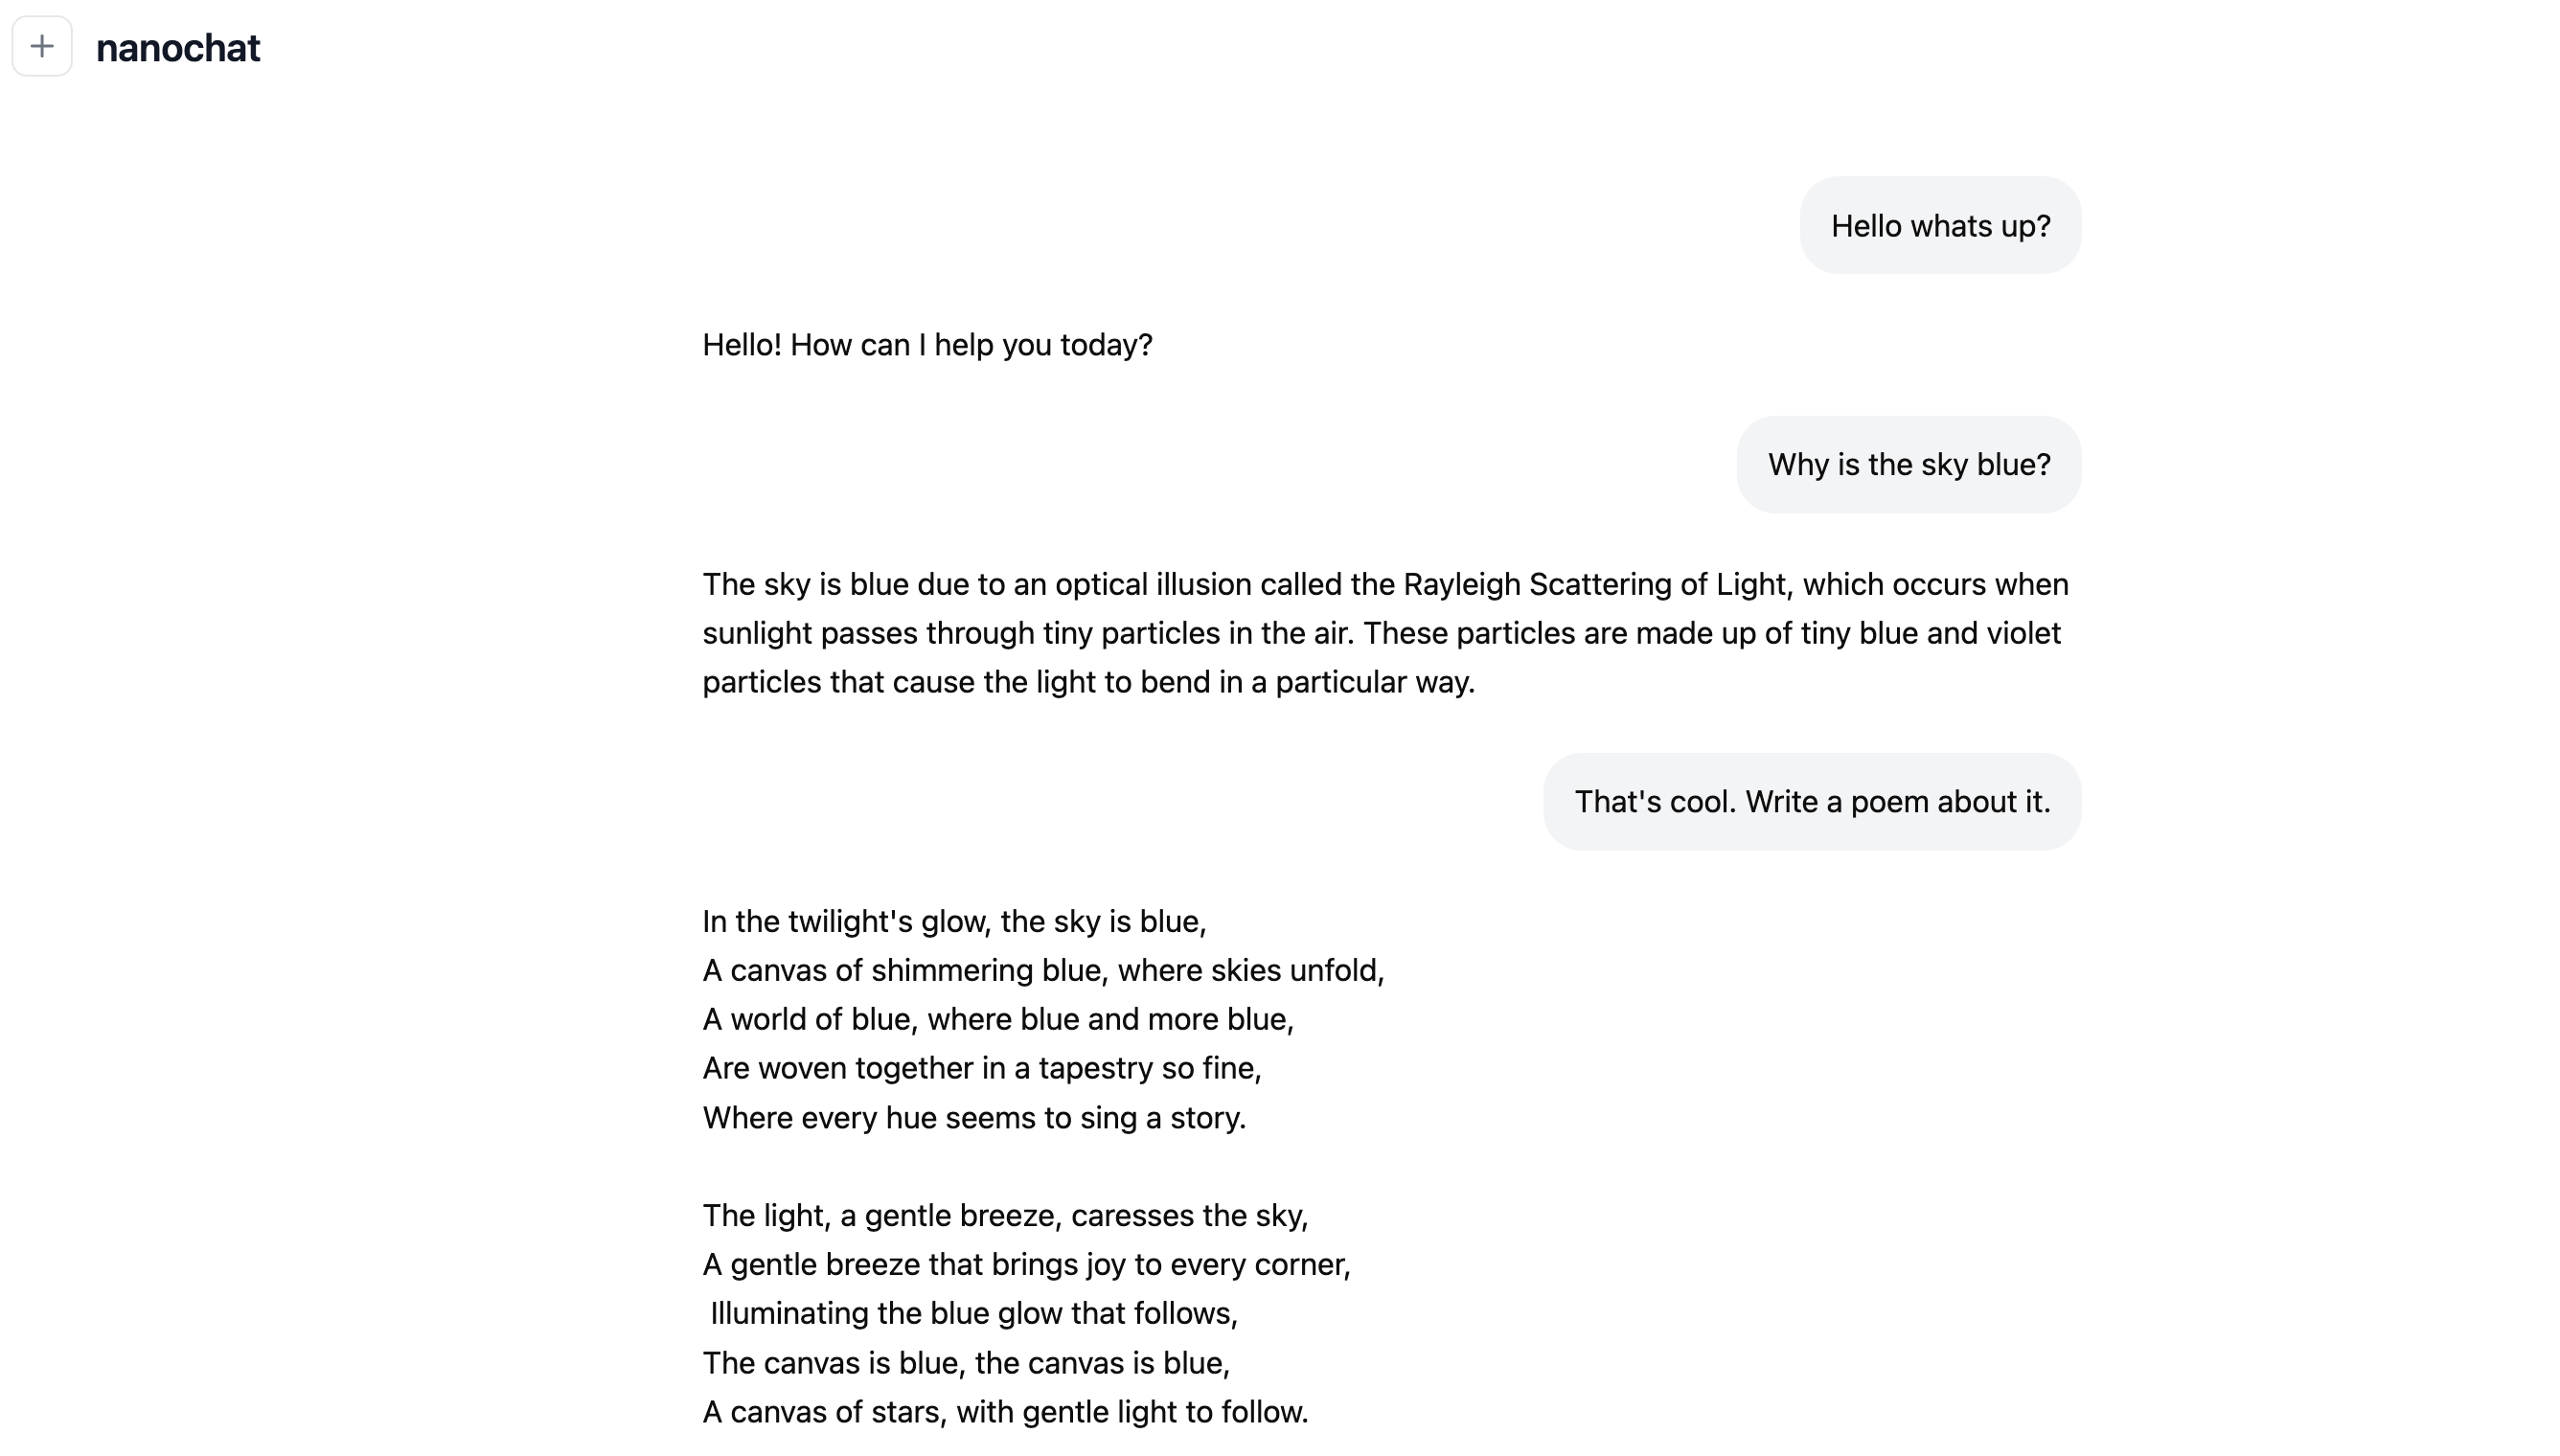 nanochat
Hello whats up?
Hello! How can I help you today?
Why is the sky blue?
The sky is blue due to an optical illusion called the Rayleigh Scattering of Light, which occurs when
sunlight passes through tiny particles in the air. These particles are made up of tiny blue and violet
particles that cause the light to bend in a particular way.
That's cool. Write a poem about it.
In the twilight's glow, the sky is blue,
A canvas of shimmering blue, where skies unfold,
A world of blue, where blue and more blue,
Are woven together in a tapestry so fine,
Where every hue seems to sing a story.
The light, a gentle breeze, caresses the sky,
A gentle breeze that brings joy to every corner,
Illuminating the blue glow that follows,
The canvas is blue, the canvas is blue,
A canvas of stars, with gentle light to follow.